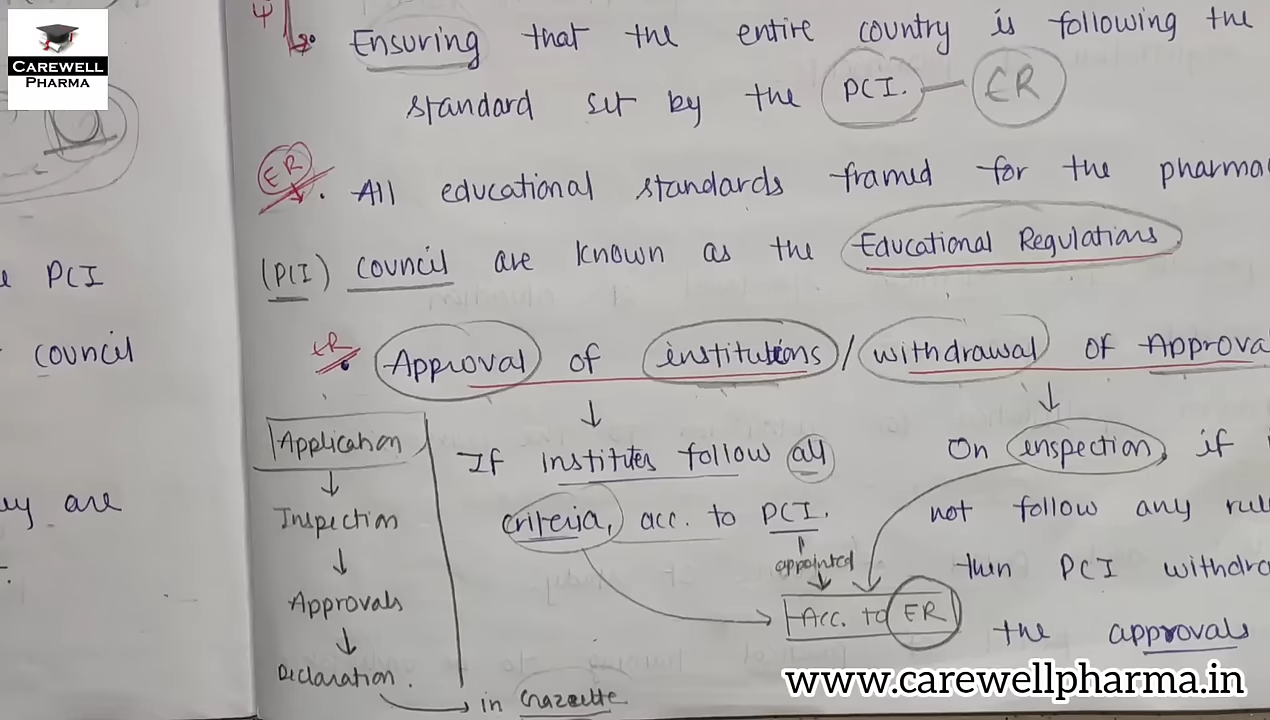 CAREWELL
PHARMA
Ensuring that the entire country is following the
standard set by the PCI. - ER
ER
. All educational standards framed for the pharma
(PCI) council are known as the Educational Regulations
ER
. Approval of institutions / withdrawal of Approva
Application
↓
Inspection
↓
Approvals
↓
Declaration.
in Gazette
↓
If institutes follow all
criteria, acc. to PCI.
appointed
Acc. to ER
↓
On inspection, if i
not follow any rul
then PCI withdra
the approvals
PCI
council
are
www.carewellpharma.in